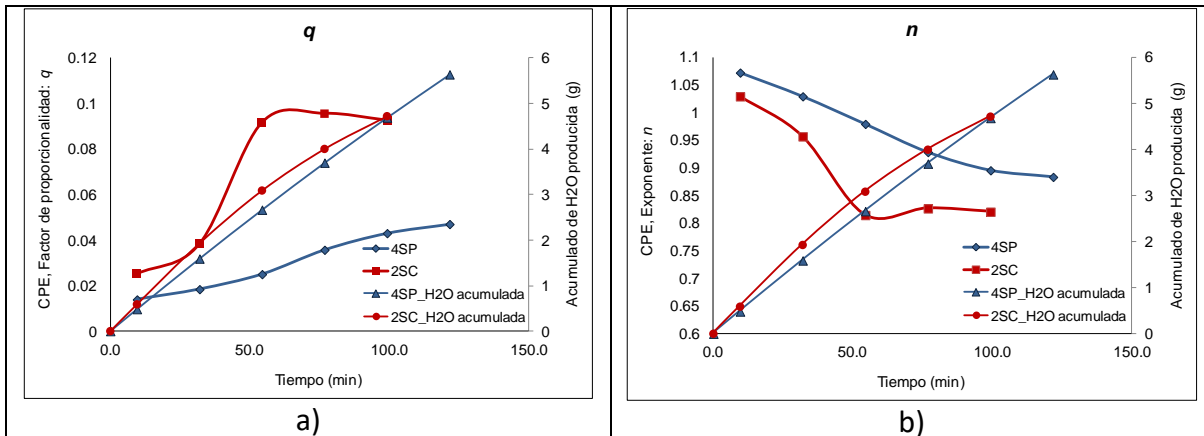 q
CPE, Factor de proporcionalidad: q
0.12
0.1
0.08
0.06
0.04
0.02
0
6
5
4
3
2
1
0
Acumulado de H2O producida (g)
4SP
2SC
4SP_H2O acumulada
2SC_H2O acumulada
0.0 50.0 100.0 150.0
Tiempo (min)
a)
n
CPE, Exponente: n
1.1
1.05
1
0.95
0.9
0.85
0.8
0.75
0.7
0.65
0.6
6
5
4
3
2
1
0
Acumulado de H2O producida (g)
4SP
2SC
4SP_H2O acumulada
2SC_H2O acumulada
0.0 50.0 100.0 150.0
Tiempo (min)
b)